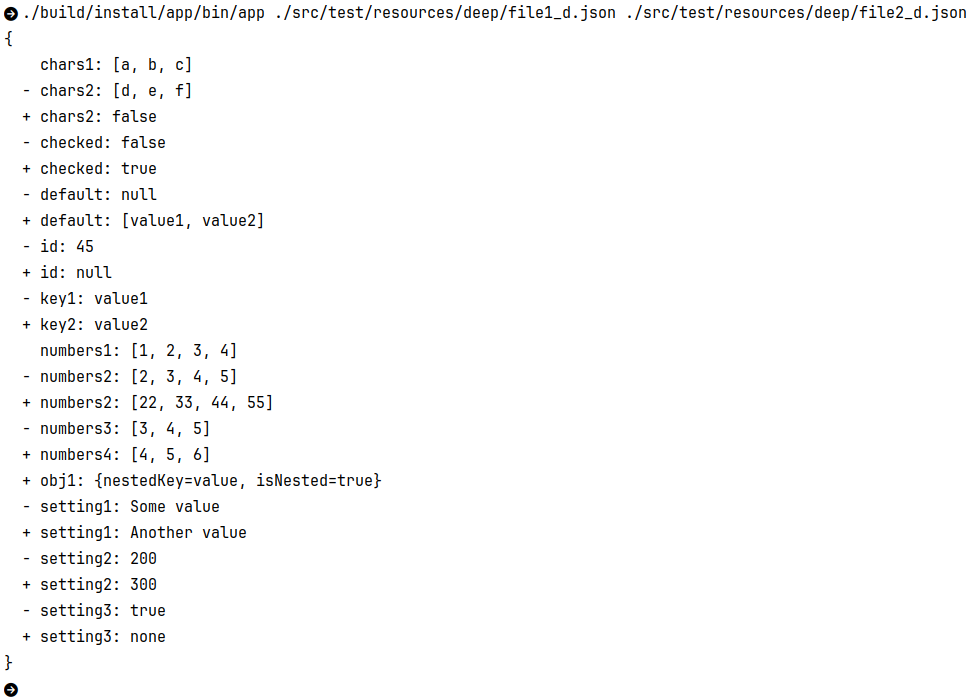 ./build/install/app/bin/app ./src/test/resources/deep/file1_d.json ./src/test/resources/deep/file2_d.json
{
    chars1: [a, b, c]
  - chars2: [d, e, f]
  + chars2: false
  - checked: false
  + checked: true
  - default: null
  + default: [value1, value2]
  - id: 45
  + id: null
  - key1: value1
  + key2: value2
    numbers1: [1, 2, 3, 4]
  - numbers2: [2, 3, 4, 5]
  + numbers2: [22, 33, 44, 55]
  - numbers3: [3, 4, 5]
  + numbers4: [4, 5, 6]
  + obj1: {nestedKey=value, isNested=true}
  - setting1: Some value
  + setting1: Another value
  - setting2: 200
  + setting2: 300
  - setting3: true
  + setting3: none
}